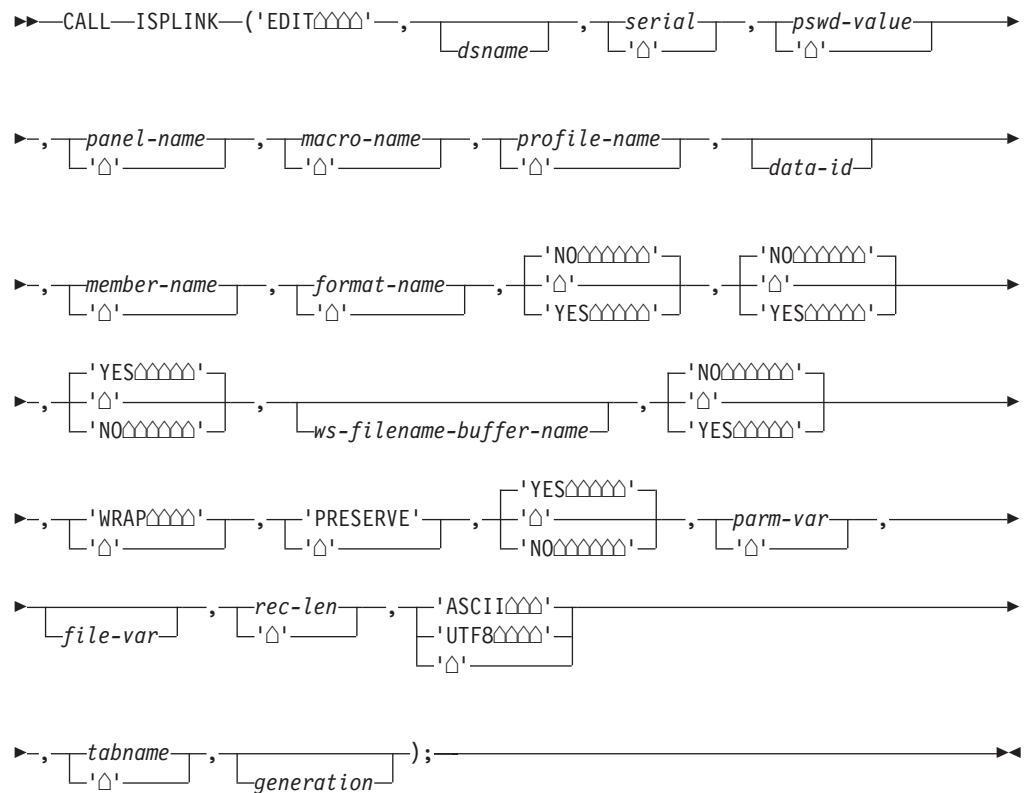 ►►—CALL—ISPLINK—('EDIT⌂⌂⌂⌂'—, dsname , serial , pswd-value ►
'⌂' '⌂'
►—, panel-name , macro-name , profile-name , data-id ►
'⌂' '⌂' '⌂'
'NO⌂⌂⌂⌂⌂⌂' 'NO⌂⌂⌂⌂⌂⌂'
►—, member-name , format-name , '⌂' , '⌂' ►
'⌂' '⌂' 'YES⌂⌂⌂⌂⌂' 'YES⌂⌂⌂⌂⌂'
'YES⌂⌂⌂⌂⌂' 'NO⌂⌂⌂⌂⌂⌂'
►—, '⌂' , ws-filename-buffer-name , '⌂' ►
'NO⌂⌂⌂⌂⌂⌂' 'YES⌂⌂⌂⌂⌂'
'YES⌂⌂⌂⌂⌂'
►—, 'WRAP⌂⌂⌂⌂' , 'PRESERVE' , '⌂' , parm-var , ►
'⌂' '⌂' 'NO⌂⌂⌂⌂⌂⌂' '⌂'
► file-var , rec-len , 'ASCII⌂⌂⌂' ►
'⌂' 'UTF8⌂⌂⌂⌂'
'⌂'
►—, tabname , generation —); ►◄
'⌂'